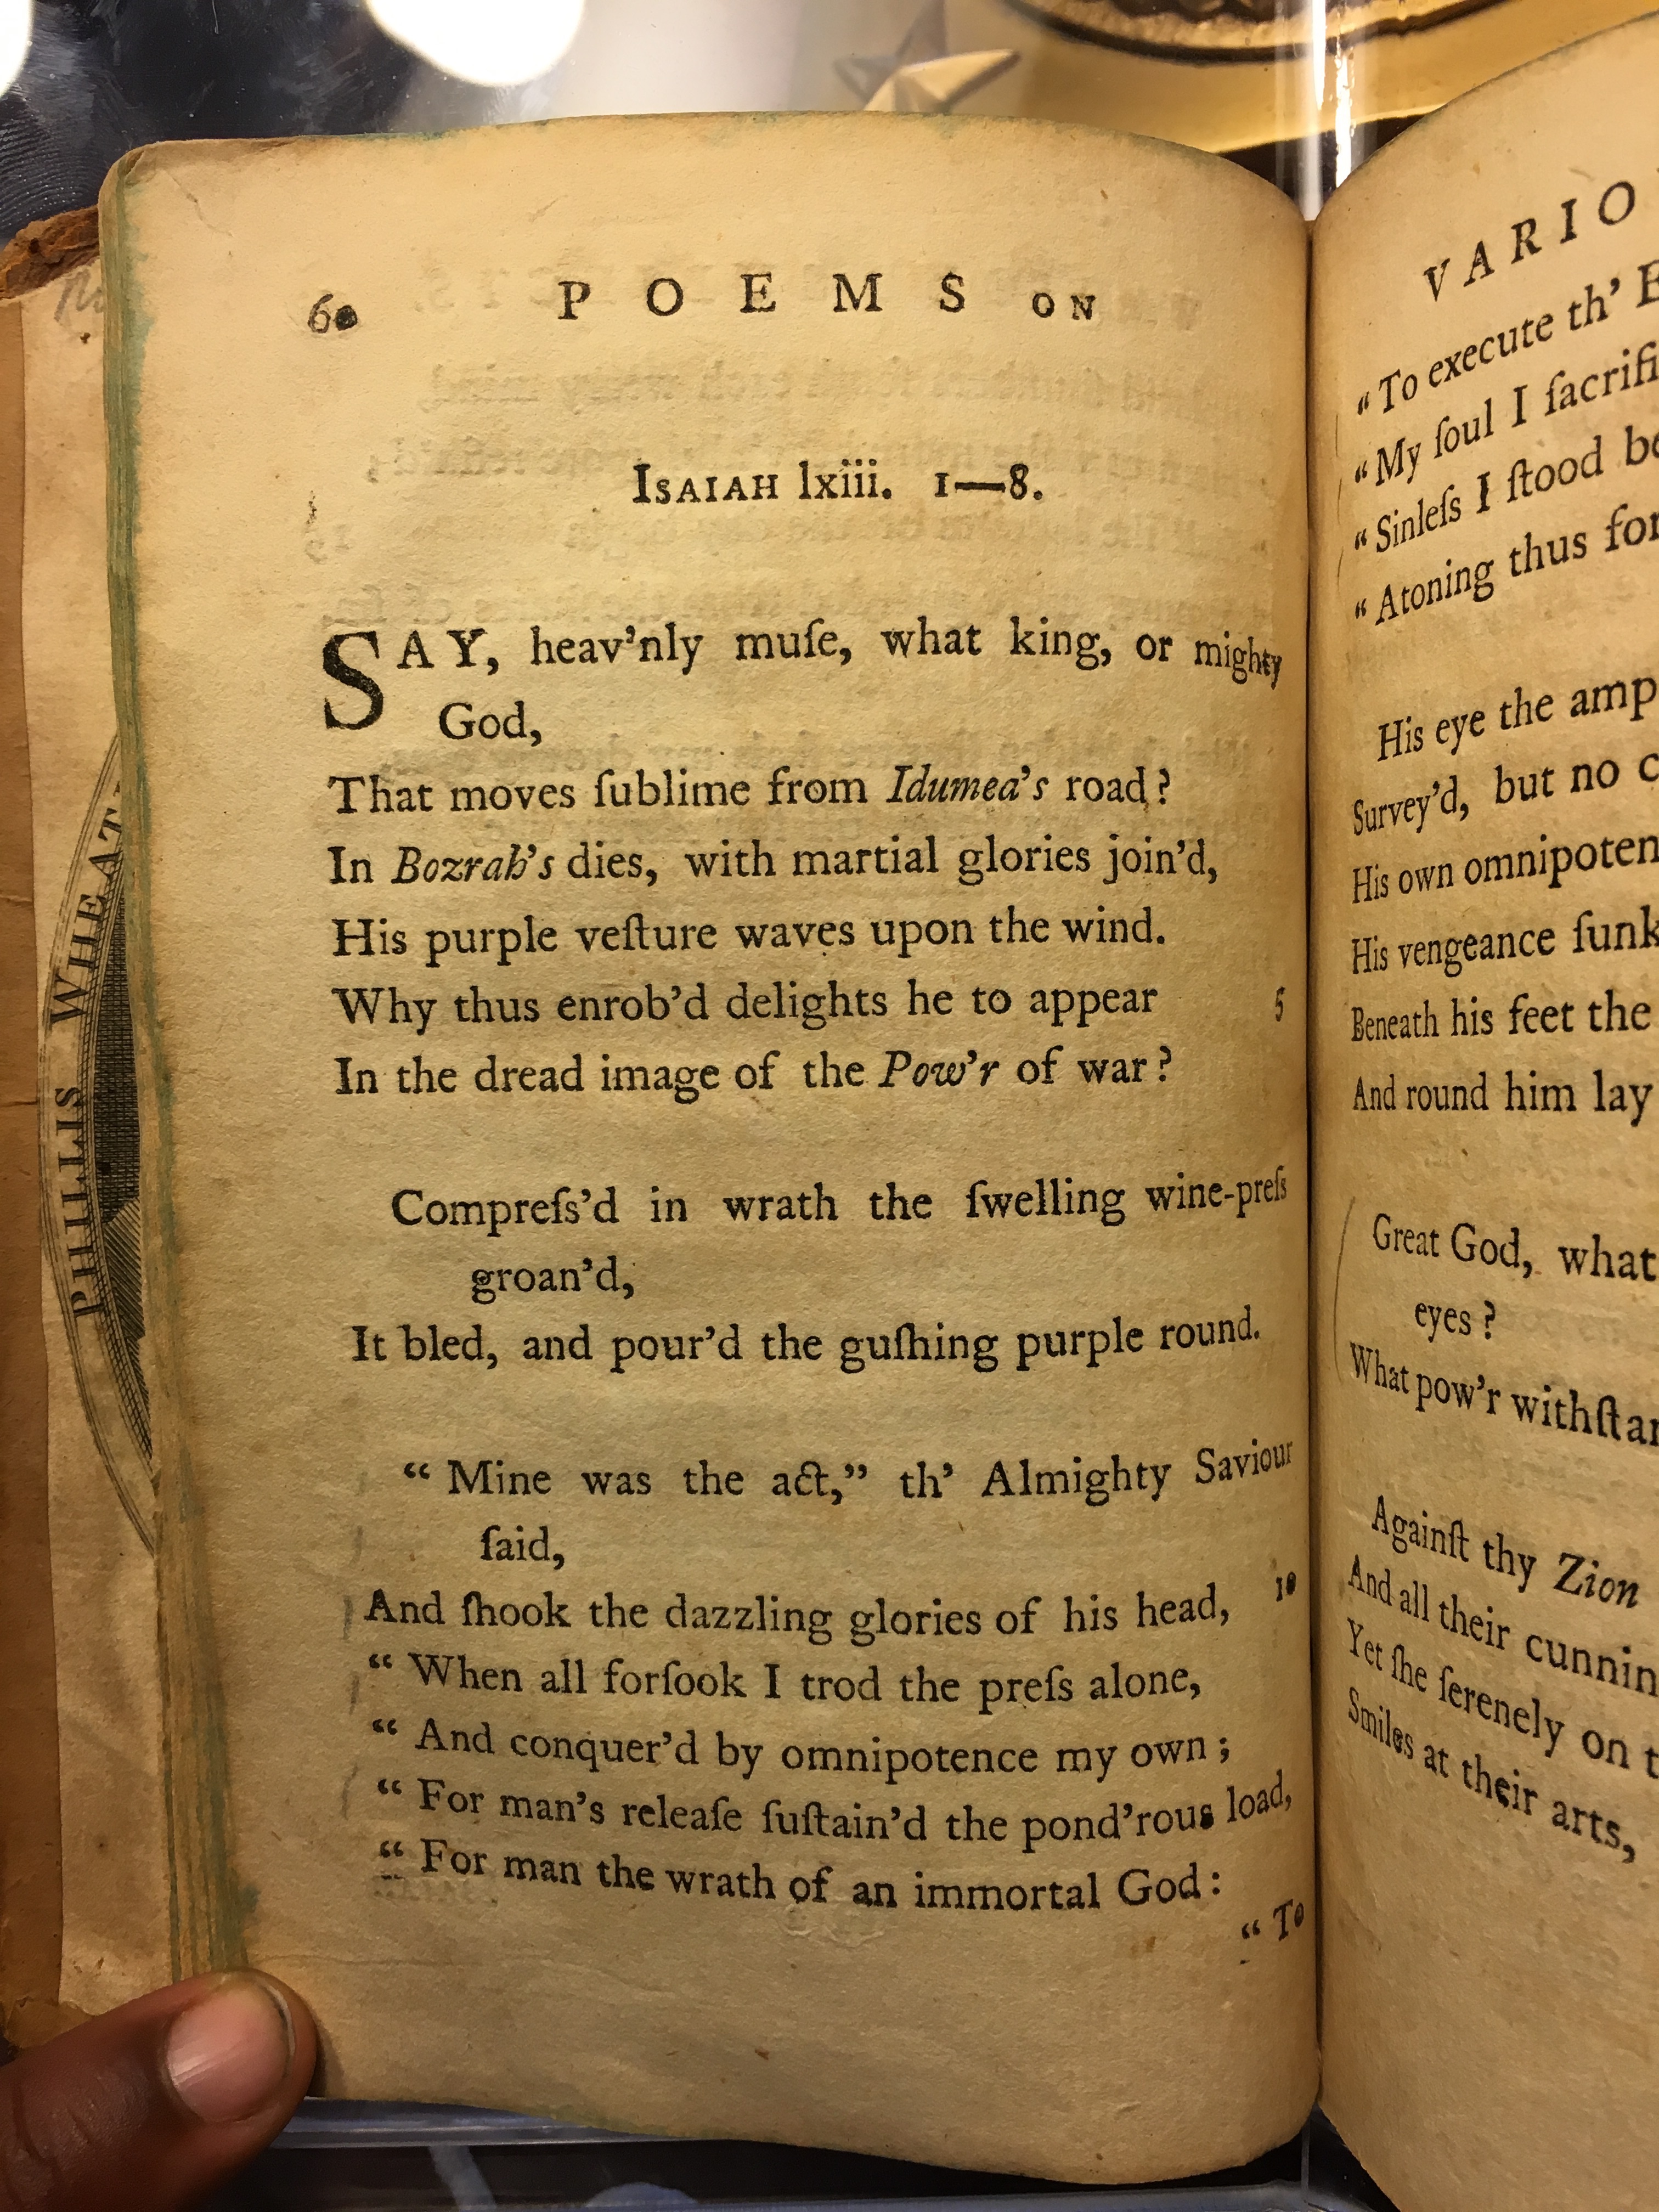 PHILLIS WHEAT
60 POEMS ON
ISAIAH lxiii. 1—8.
SAY, heav'nly muſe, what king, or mighty
God,
That moves ſublime from Idumea's road?
In Bozrah's dies, with martial glories join'd,
His purple veſture waves upon the wind.
Why thus enrob'd delights he to appear 5
In the dread image of the Pow'r of war?
Compreſs'd in wrath the ſwelling wine-preſs
groan'd,
It bled, and pour'd the guſhing purple round.
“ Mine was the act,” th' Almighty Saviour
ſaid,
And ſhook the dazzling glories of his head, 10
“ When all forſook I trod the preſs alone,
“ And conquer'd by omnipotence my own;
“ For man's releaſe ſuſtain'd the pond'rous load,
“ For man the wrath of an immortal God:
“ To
VARIO
“ To execute th' E
“ My ſoul I ſacrifi
“ Sinleſs I ſtood be
“ Atoning thus for
His eye the amp
Survey'd, but no c
His own omnipoten
His vengeance ſunk
Beneath his feet the
And round him lay
Great God, what
eyes?
What pow'r withſtan
Againſt thy Zion
And all their cunnin
Yet ſhe ſerenely on t
Smiles at their arts,